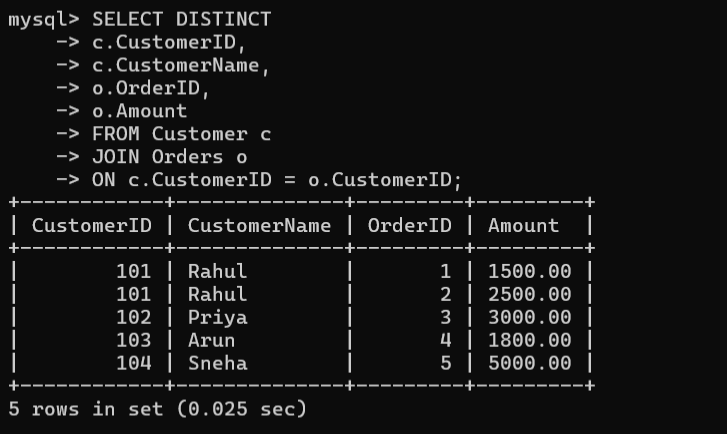 mysql> SELECT DISTINCT
    -> c.CustomerID,
    -> c.CustomerName,
    -> o.OrderID,
    -> o.Amount
    -> FROM Customer c
    -> JOIN Orders o
    -> ON c.CustomerID = o.CustomerID;
+------------+--------------+---------+---------+
| CustomerID | CustomerName | OrderID | Amount  |
+------------+--------------+---------+---------+
|        101 | Rahul        |       1 | 1500.00 |
|        101 | Rahul        |       2 | 2500.00 |
|        102 | Priya        |       3 | 3000.00 |
|        103 | Arun         |       4 | 1800.00 |
|        104 | Sneha        |       5 | 5000.00 |
+------------+--------------+---------+---------+
5 rows in set (0.025 sec)